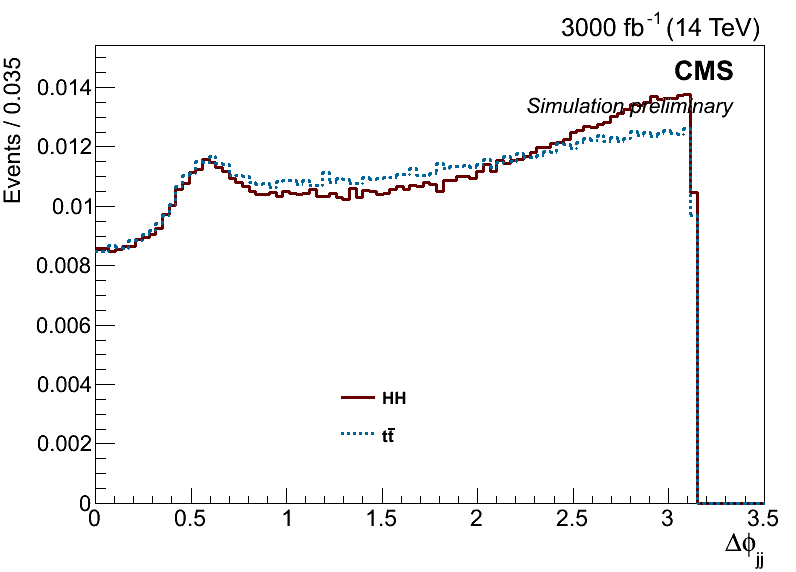 3000 fb⁻¹ (14 TeV)
CMS
Simulation preliminary
Events / 0.035
0.014
0.012
0.01
0.008
0.006
0.004
0.002
0
HH
tt̄
0 0.5 1 1.5 2 2.5 3 3.5
Δϕjj